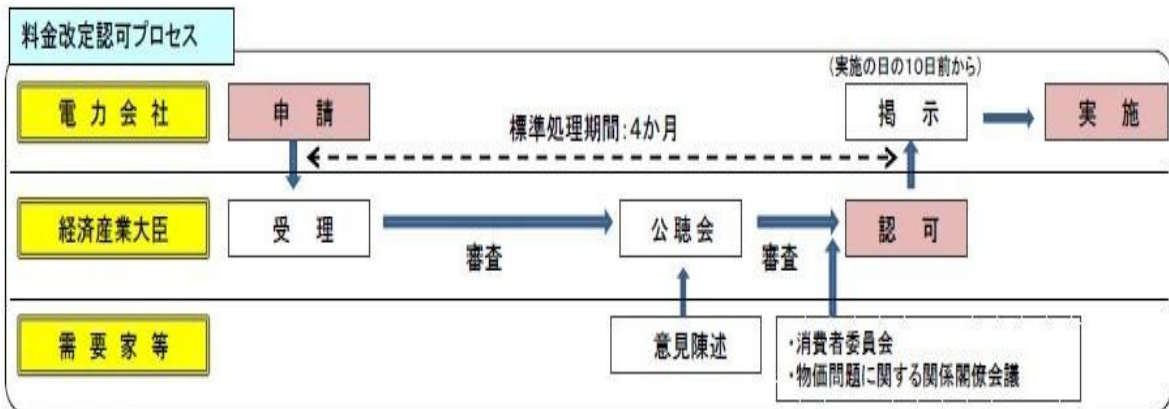 料金改定認可プロセス
(実施の日の10日前から)
電力会社
申請
標準処理期間:4か月
掲示
実施
経済産業大臣
受理
審査
公聴会
審査
認可
需要家等
意見陳述
・消費者委員会
・物価問題に関する関係閣僚会議